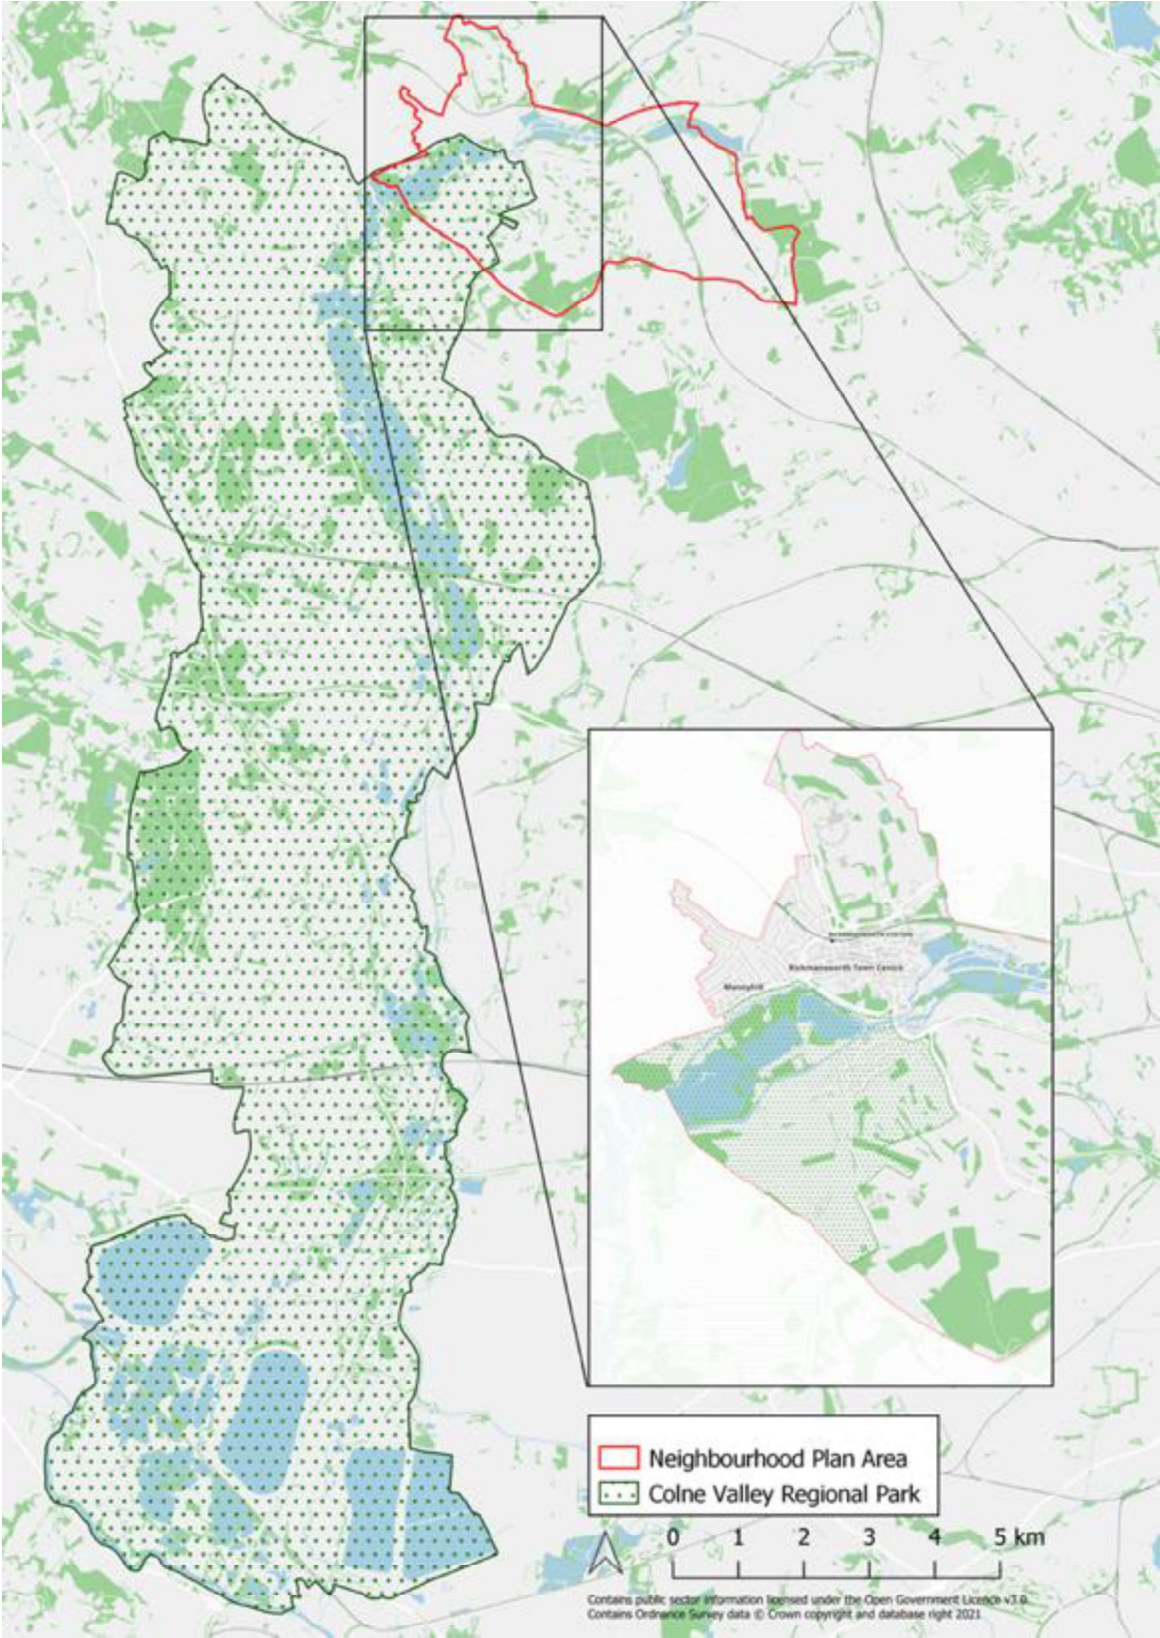 Rickmansworth Town Centre
Moneyhill
Neighbourhood Plan Area
Colne Valley Regional Park
0 1 2 3 4 5 km
Contains public sector information licensed under the Open Government Licence v3.0
Contains Ordnance Survey data © Crown copyright and database right 2021